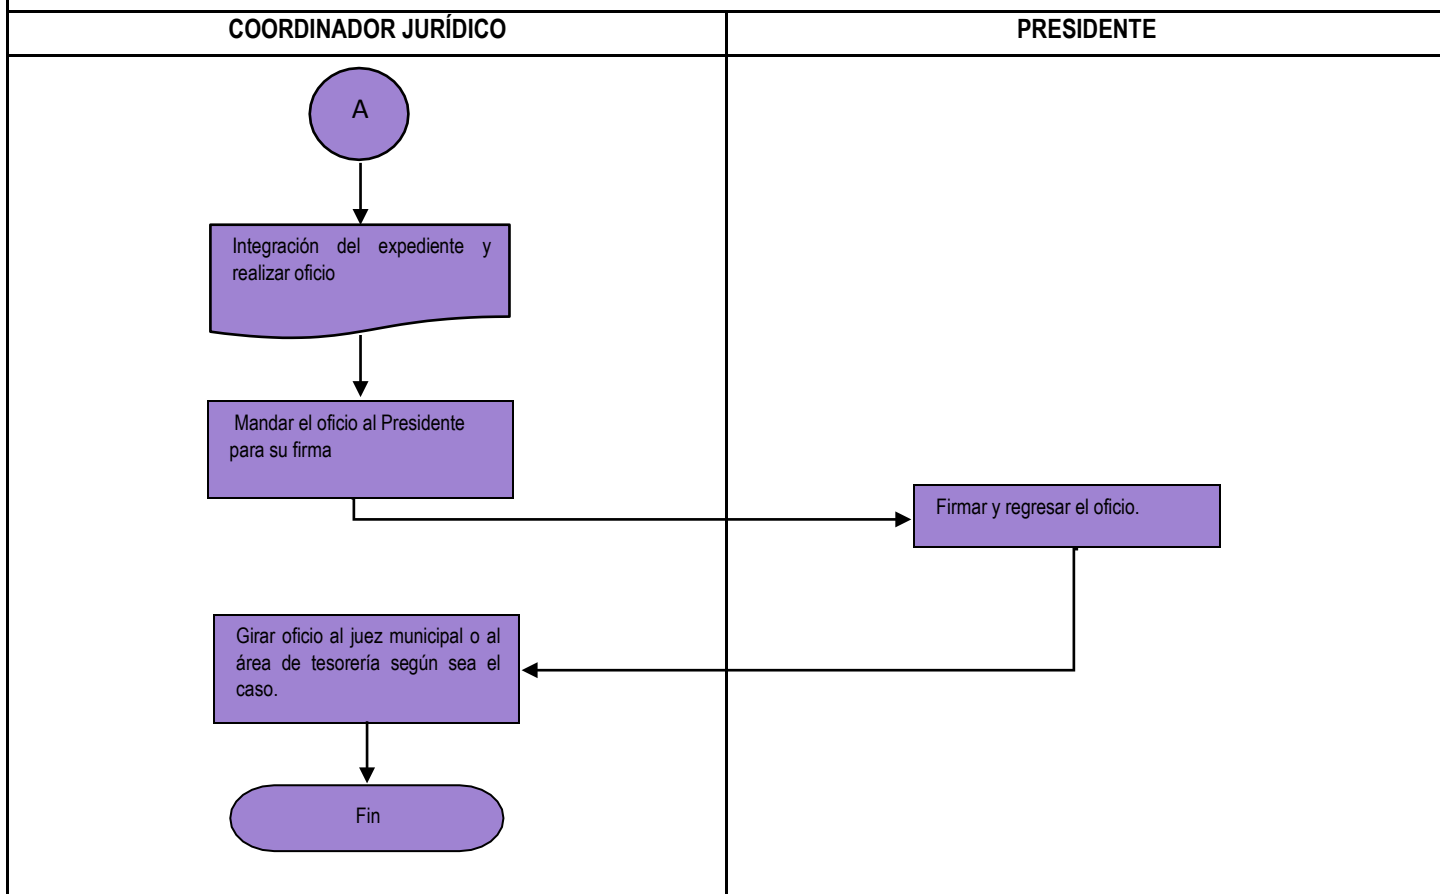 COORDINADOR JURÍDICO
PRESIDENTE
A
Integración del expediente y
realizar oficio
Mandar el oficio al Presidente
para su firma
Firmar y regresar el oficio.
Girar oficio al juez municipal o al
área de tesorería según sea el
caso.
Fin